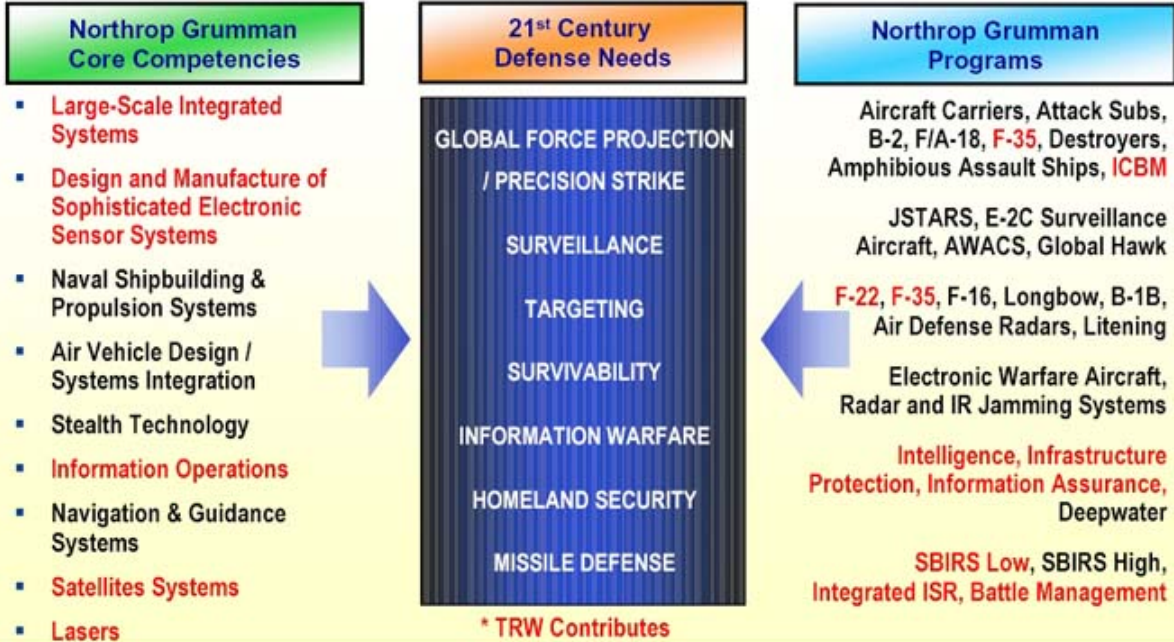 Northrop Grumman
Core Competencies
▪ Large-Scale Integrated
Systems
▪ Design and Manufacture of
Sophisticated Electronic
Sensor Systems
▪ Naval Shipbuilding &
Propulsion Systems
▪ Air Vehicle Design /
Systems Integration
▪ Stealth Technology
▪ Information Operations
▪ Navigation & Guidance
Systems
▪ Satellites Systems
▪ Lasers
21st Century
Defense Needs
GLOBAL FORCE PROJECTION
/ PRECISION STRIKE
SURVEILLANCE
TARGETING
SURVIVABILITY
INFORMATION WARFARE
HOMELAND SECURITY
MISSILE DEFENSE
* TRW Contributes
Northrop Grumman
Programs
Aircraft Carriers, Attack Subs,
B-2, F/A-18, F-35, Destroyers,
Amphibious Assault Ships, ICBM
JSTARS, E-2C Surveillance
Aircraft, AWACS, Global Hawk
F-22, F-35, F-16, Longbow, B-1B,
Air Defense Radars, Litening
Electronic Warfare Aircraft,
Radar and IR Jamming Systems
Intelligence, Infrastructure
Protection, Information Assurance,
Deepwater
SBIRS Low, SBIRS High,
Integrated ISR, Battle Management